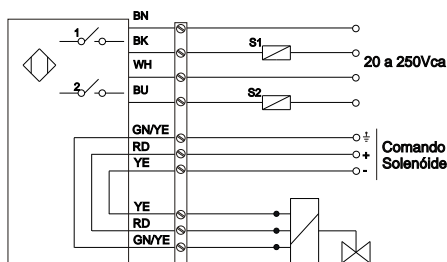 BN
1
BK
S1
WH
20 a 250Vca
2
BU
S2
GN/YE
RD
+
YE
-
Comando
Solenóide
YE
RD
GN/YE